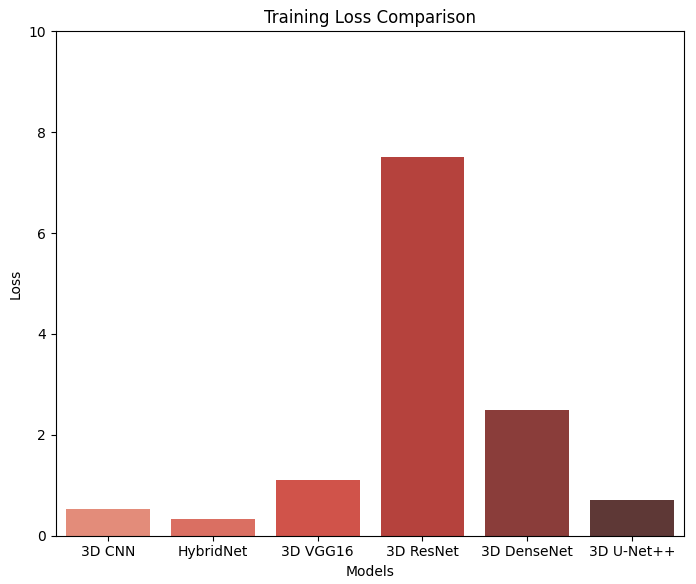 Training Loss Comparison
10
8
6
4
2
0
Loss
3D CNN HybridNet 3D VGG16 3D ResNet 3D DenseNet 3D U-Net++
Models